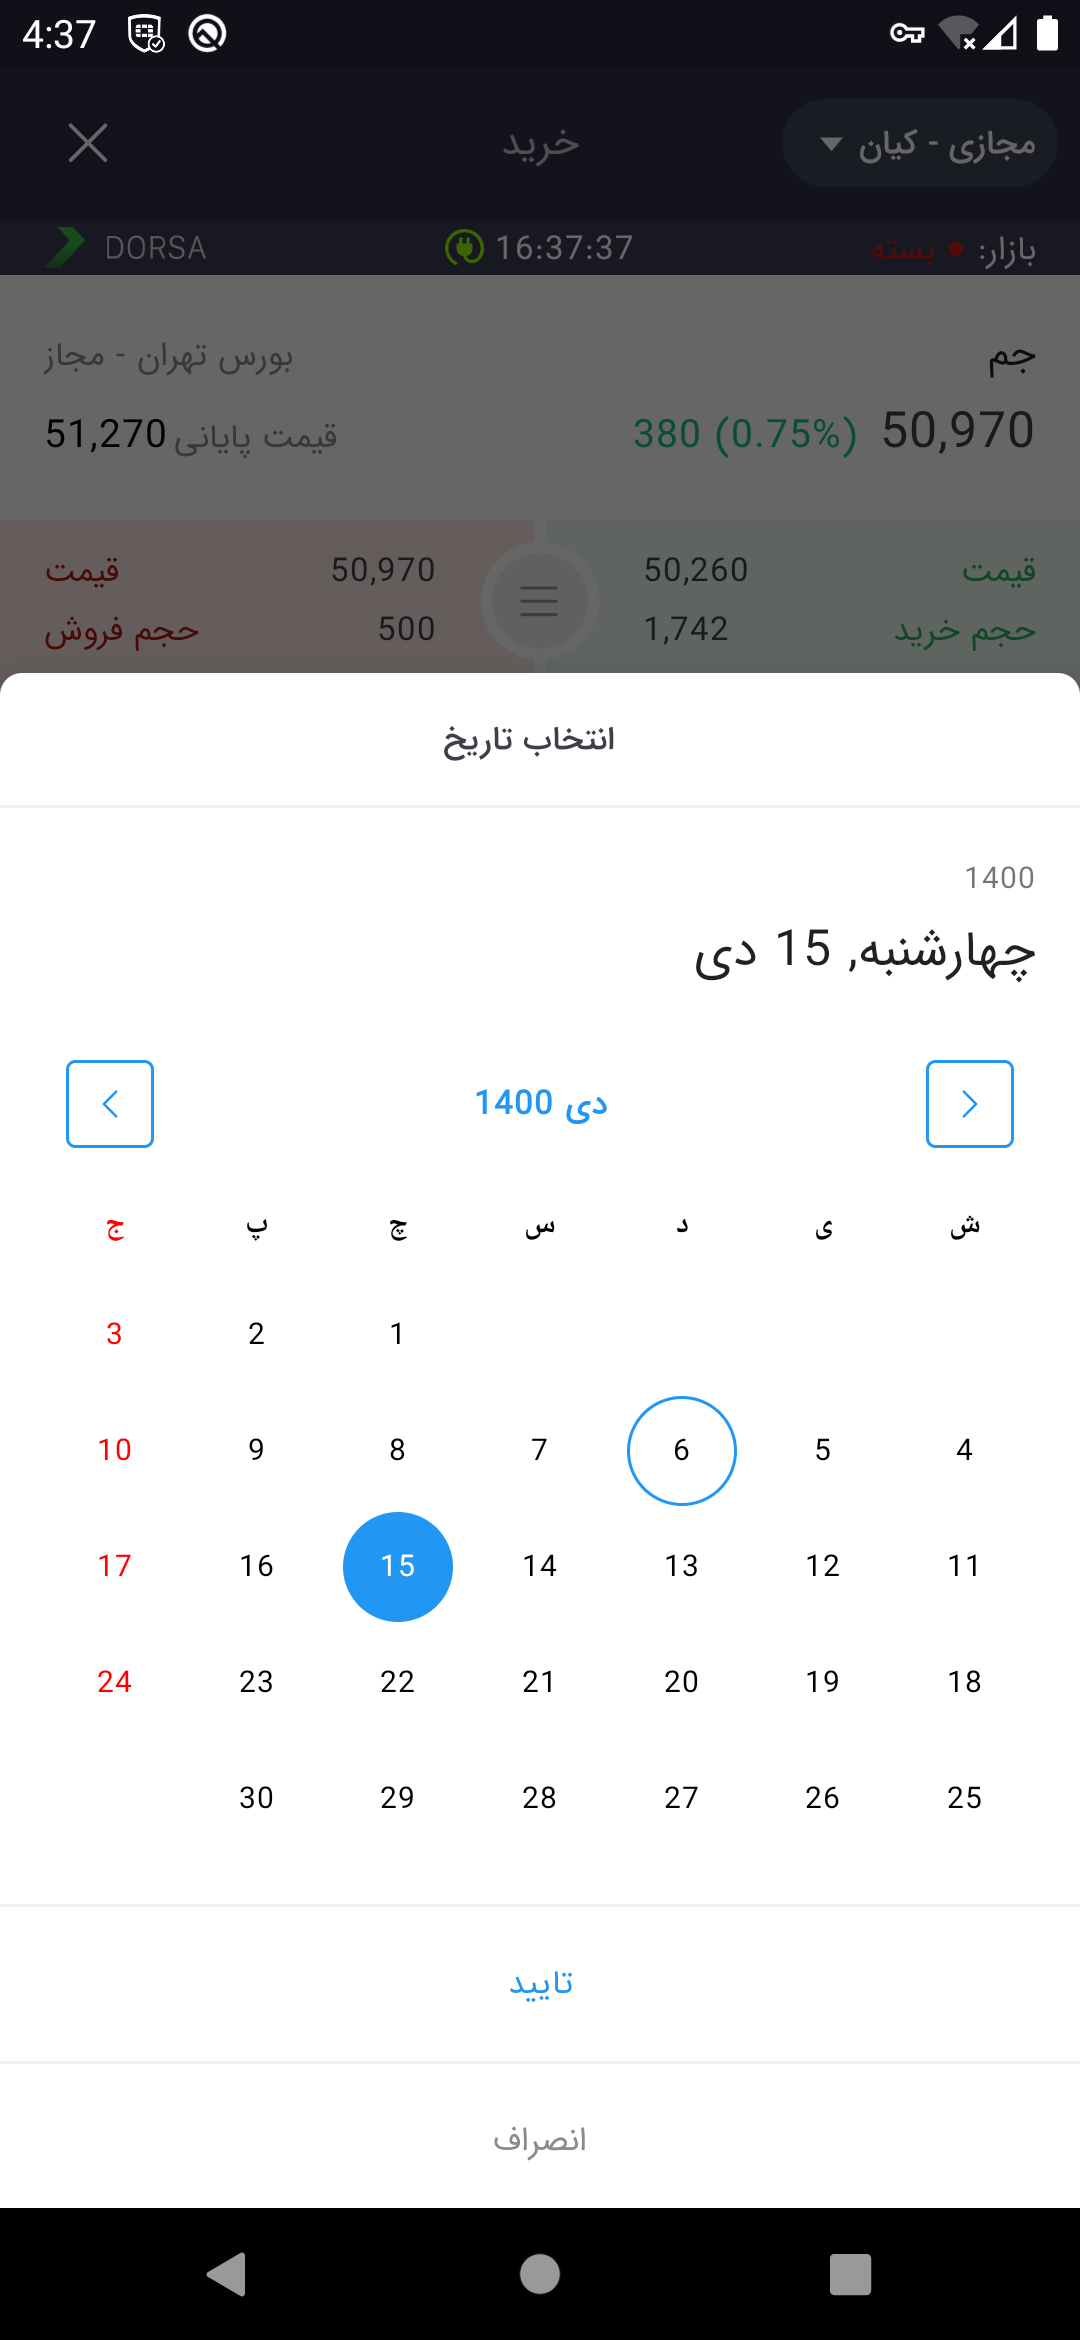 4:37
مجازی - کیان
خرید
بازار: بسته
16:37:37
DORSA
جم
بورس تهران - مجاز
50,970 380 (0.75%)
قیمت پایانی 51,270
قیمت 50,260
50,970 قیمت
حجم خرید 1,742
500 حجم فروش
انتخاب تاریخ
1400
چهارشنبه, 15 دی
دی 1400
ش ی د س چ پ ج
1 2 3
4 5 6 7 8 9 10
11 12 13 14 15 16 17
18 19 20 21 22 23 24
25 26 27 28 29 30
تایید
انصراف